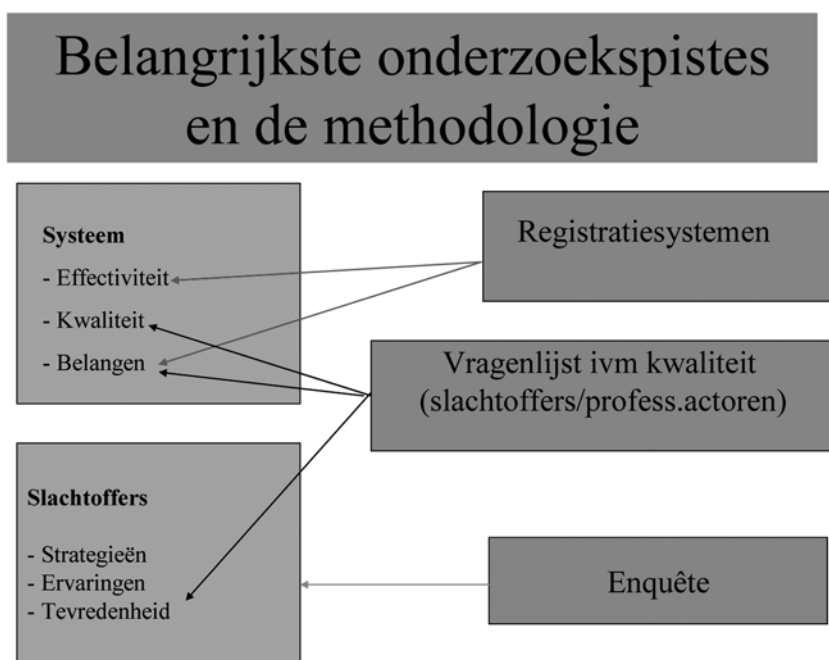 Belangrijkste onderzoekspistes
en de methodologie
Systeem
- Effectiviteit
- Kwaliteit
- Belangen
Registratiesystemen
Vragenlijst ivm kwaliteit
(slachtoffers/profess.actoren)
Slachtoffers
- Strategieën
- Ervaringen
- Tevredenheid
Enquête